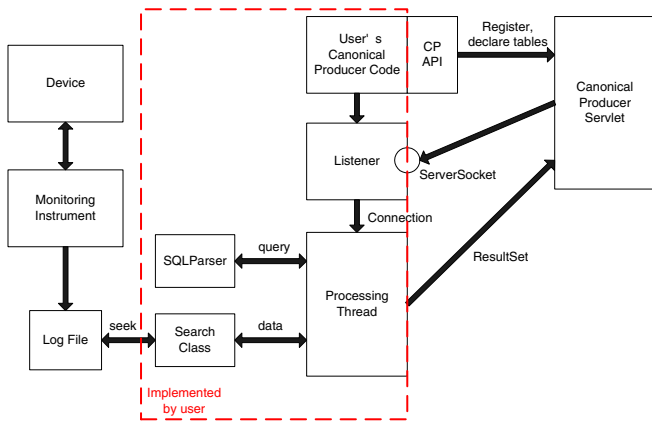 User's
Canonical
Producer Code
CP
API
Register,
declare tables
Device
Canonical
Producer
Servlet
Listener
ServerSocket
Monitoring
Instrument
Connection
SQLParser
query
ResultSet
Processing
Thread
Log File
seek
Search
Class
data
Implemented
by user